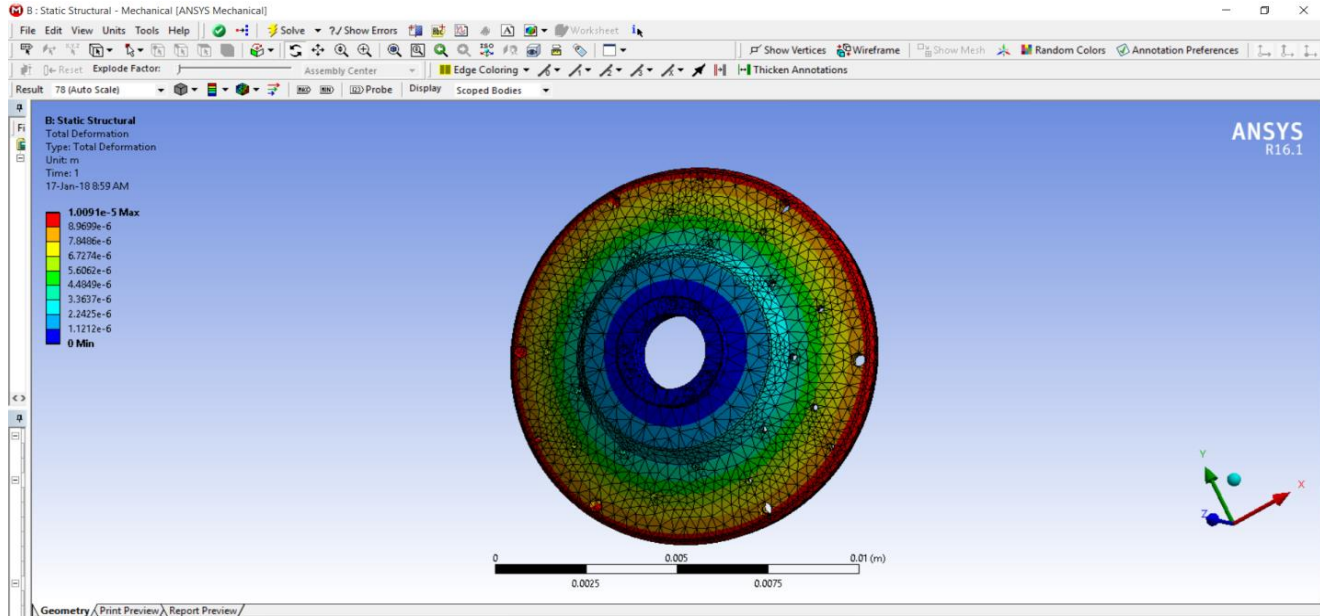 B : Static Structural - Mechanical [ANSYS Mechanical]
File Edit View Units Tools Help Solve ?/ Show Errors Worksheet
Show Vertices Wireframe Show Mesh Random Colors Annotation Preferences
Reset Explode Factor: Assembly Center Edge Coloring Thicken Annotations
Result 78 (Auto Scale) MAX MIN Probe Display Scoped Bodies
Fi
B: Static Structural
Total Deformation
Type: Total Deformation
Unit: m
Time: 1
17-Jan-18 8:59 AM
1.0091e-5 Max
8.9699e-6
7.8486e-6
6.7274e-6
5.6062e-6
4.4849e-6
3.3637e-6
2.2425e-6
1.1212e-6
0 Min
ANSYS
R16.1
Y
X
Z
0 0.005 0.01 (m)
0.0025 0.0075
Geometry Print Preview Report Preview